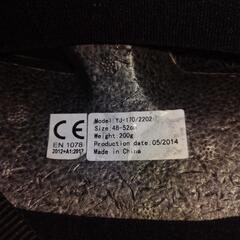 CE
EN 1078
2012+A1:2017
Model: YJ-170/2202
Size: 48-52cm
Weight: 200g
Production date: 05/2014
Made in China